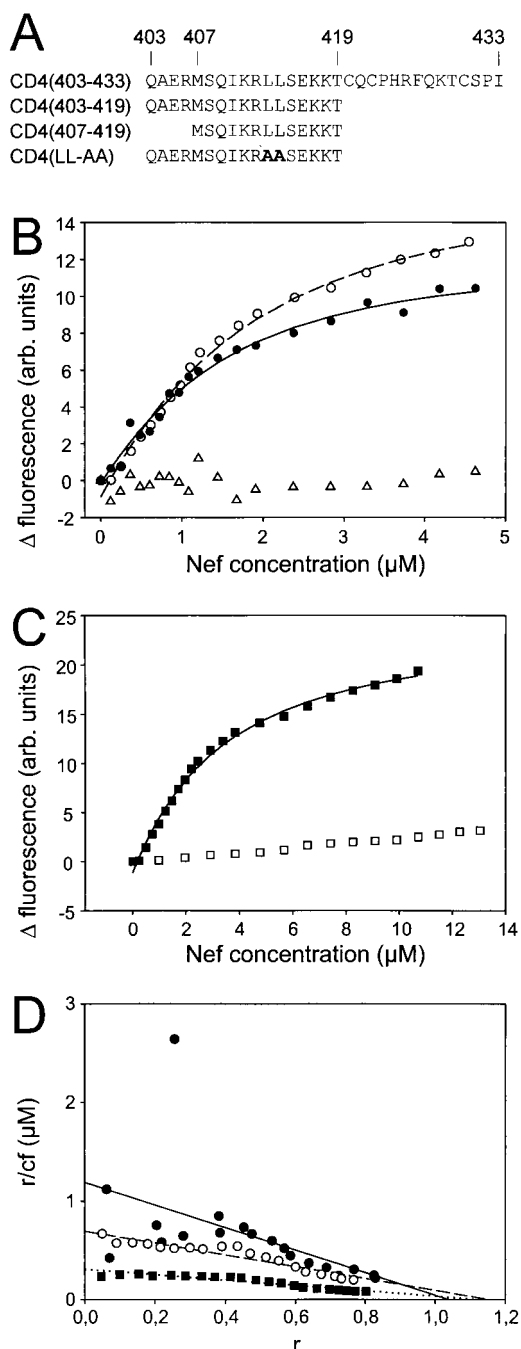 A
403 407 419 433
CD4(403-433) QAERMSQIKRLLSEKKTCQCPHRFQKTCSPI
CD4(403-419) QAERMSQIKRLLSEKKT
CD4(407-419) MSQIKRLLSEKKT
CD4(LL-AA) QAERMSQIKRAASEKKT
B
14
12
10
8
6
4
2
0
-2
Δ fluorescence (arb. units)
0 1 2 3 4 5
Nef concentration (µM)
C
25
20
15
10
5
0
-5
Δ fluorescence (arb. units)
0 2 4 6 8 10 12 14
Nef concentration (µM)
D
3
2
1
0
r/cf (µM)
0,0 0,2 0,4 0,6 0,8 1,0 1,2
r